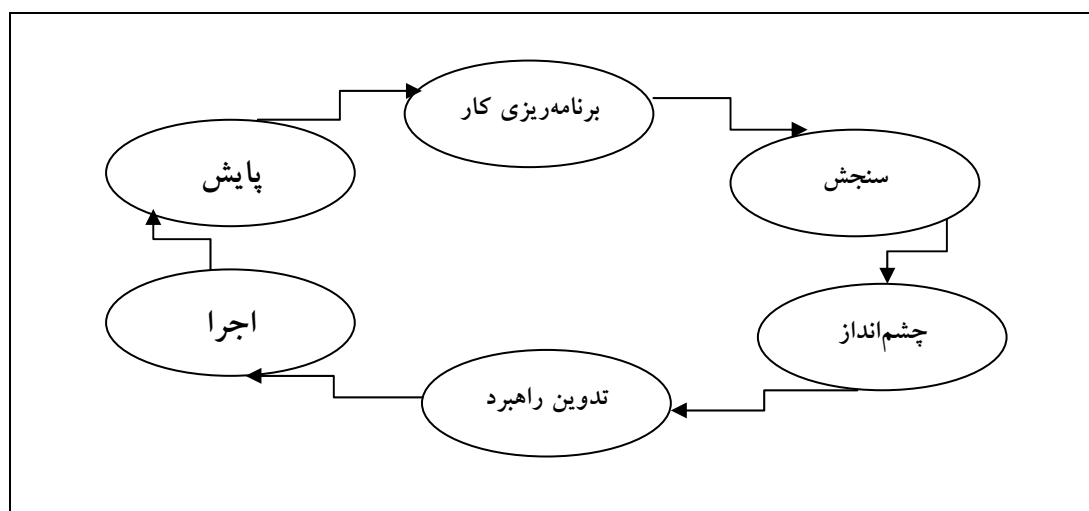 برنامه‌ریزی کار
سنجش
چشم‌انداز
تدوین راهبرد
اجرا
پایش